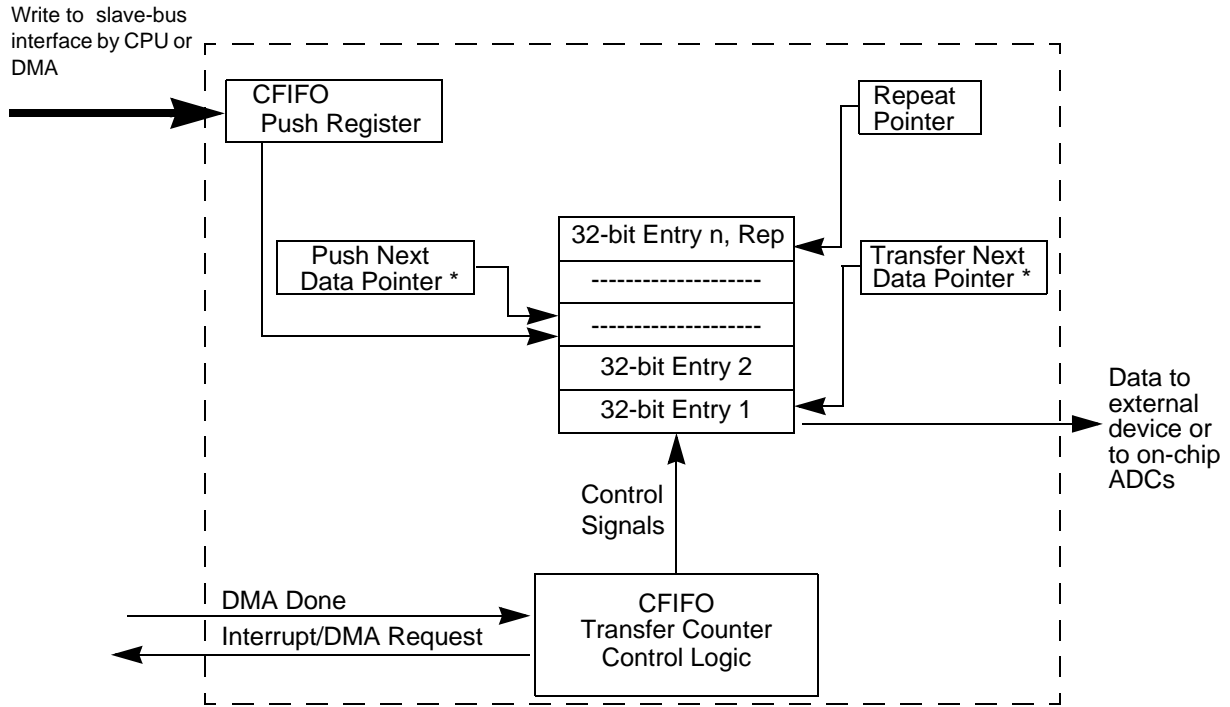 Write to slave-bus
interface by CPU or
DMA
CFIFO
Push Register
Repeat
Pointer
32-bit Entry n, Rep
Push Next
Data Pointer *
Transfer Next
Data Pointer *
--------------------
--------------------
32-bit Entry 2
32-bit Entry 1
Data to
external
device or
to on-chip
ADCs
Control
Signals
DMA Done
Interrupt/DMA Request
CFIFO
Transfer Counter
Control Logic